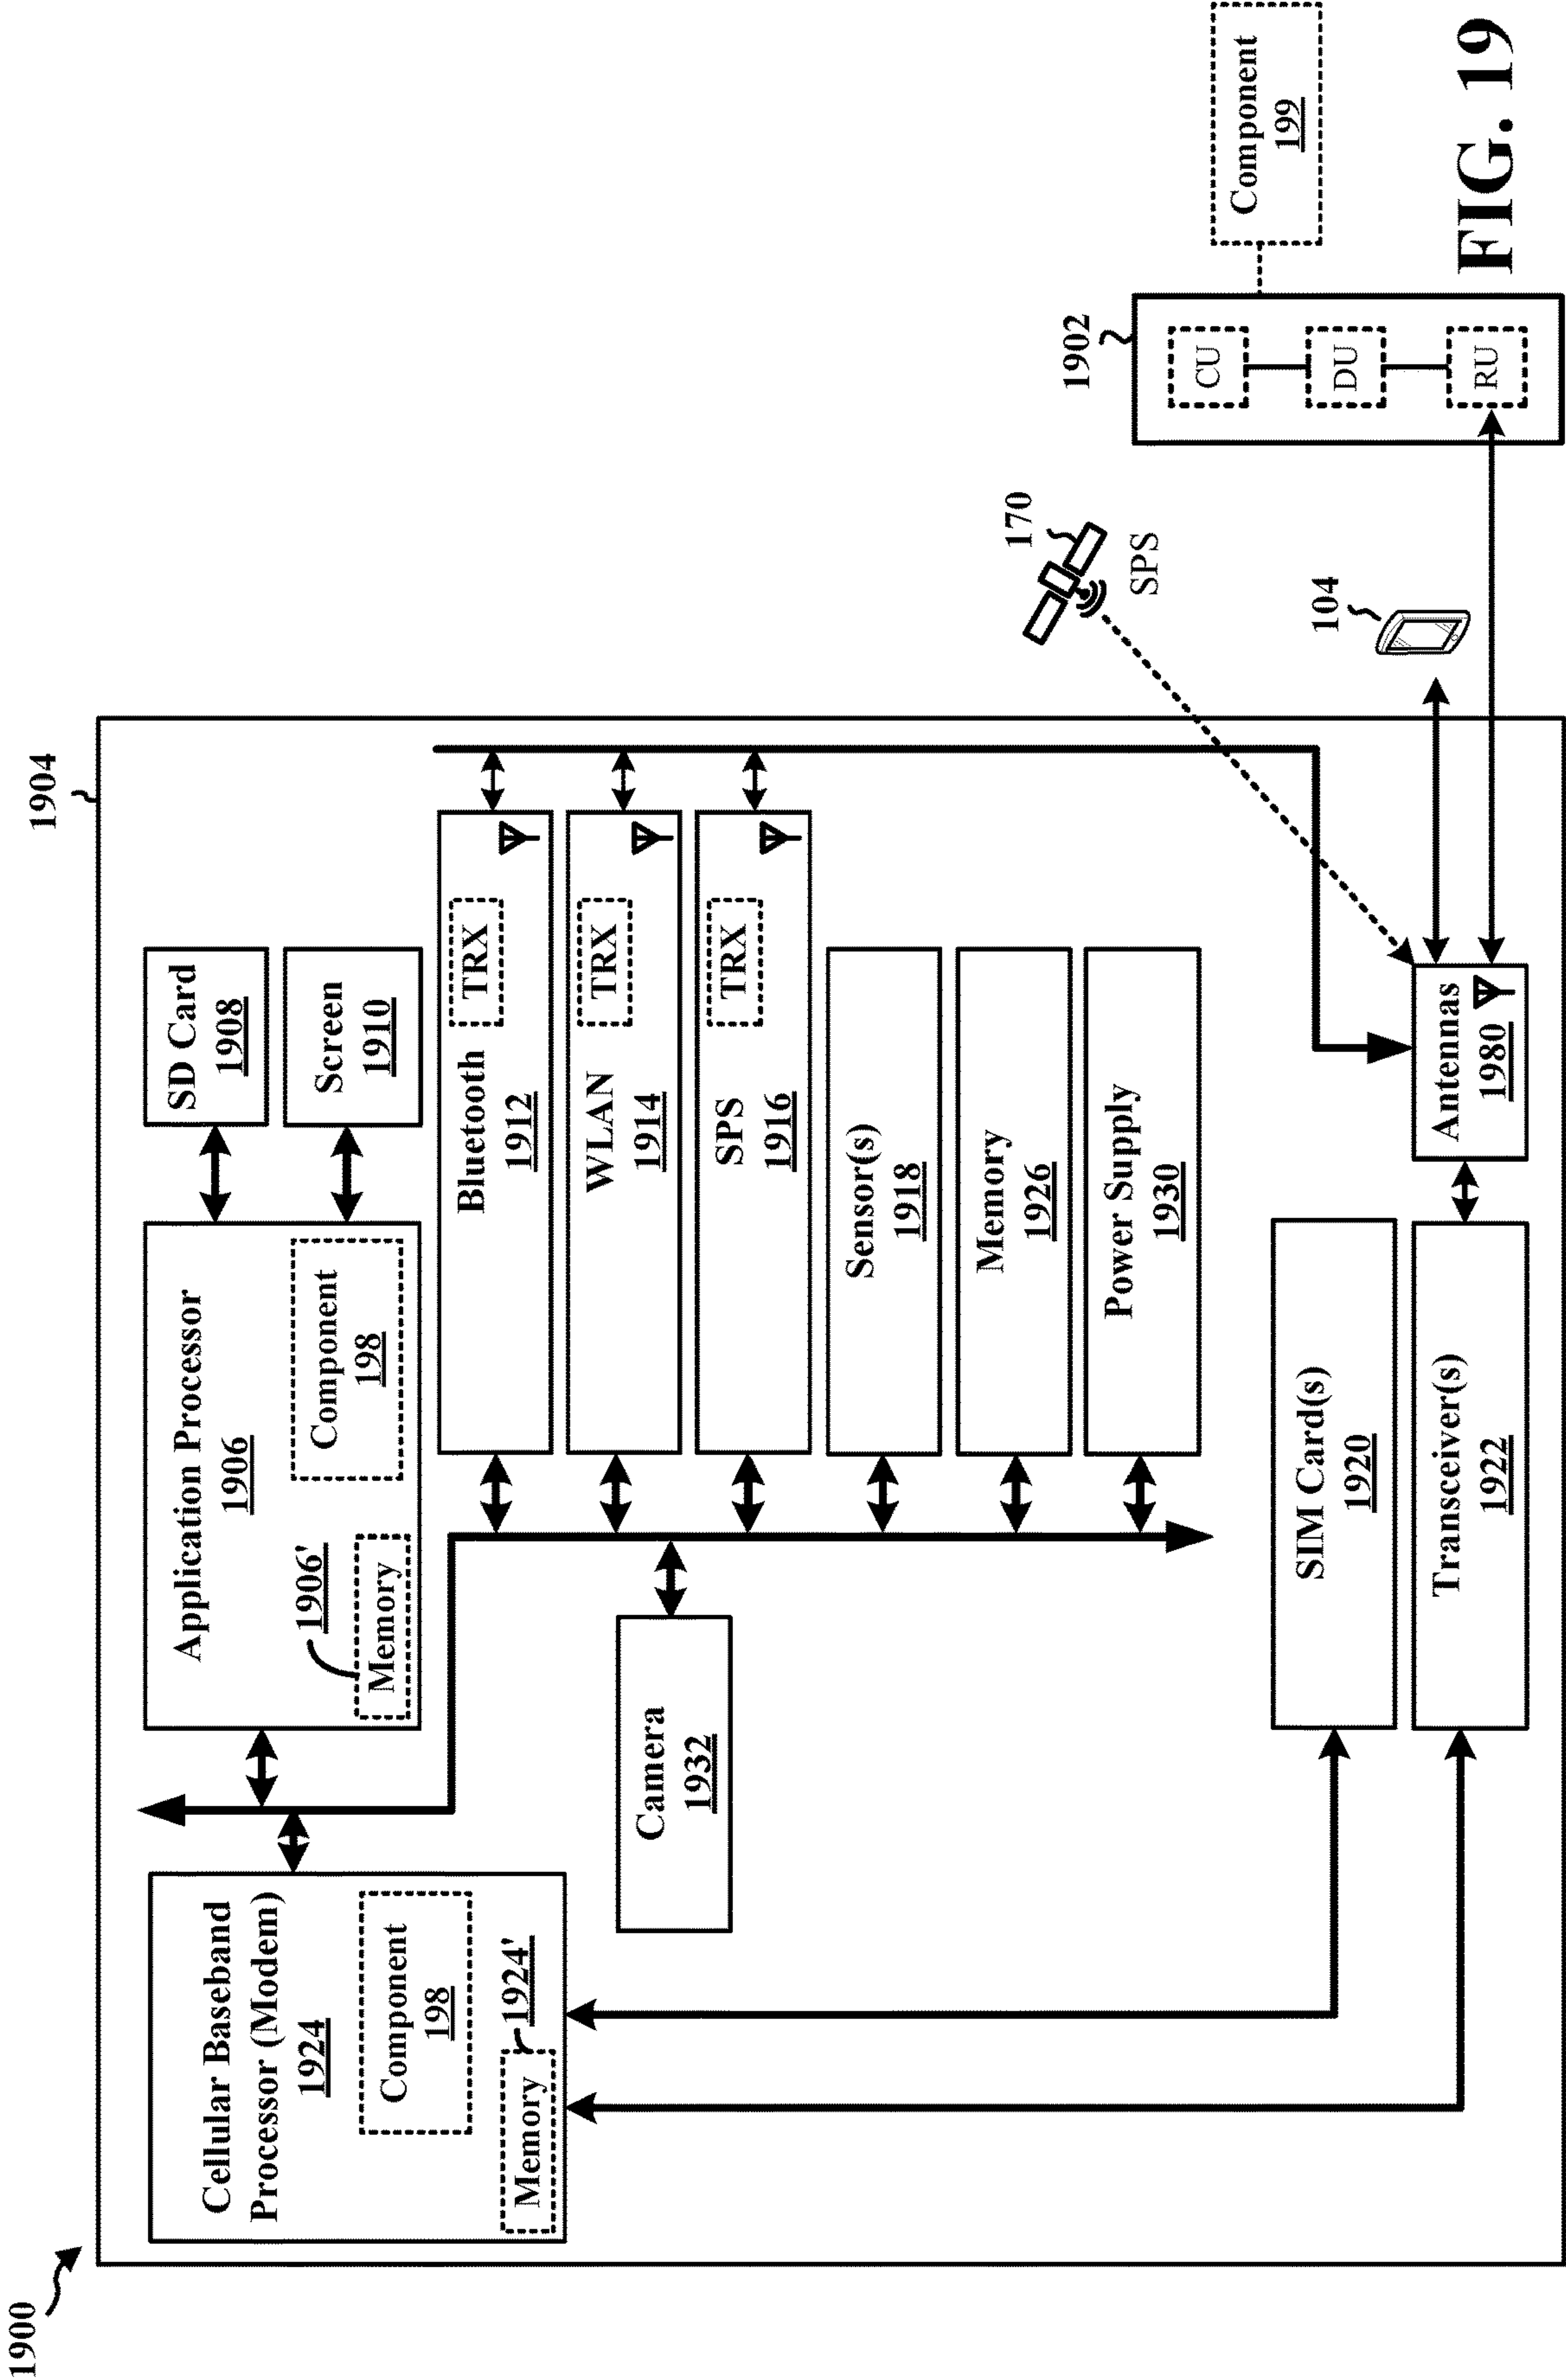 1900
1904
Cellular Baseband
Processor (Modem)
1924
Component
198
1924'
Memory
Application Processor
1906
Component
198
1906'
Memory
SD Card
1908
Screen
1910
Bluetooth
1912
TRX
WLAN
1914
TRX
SPS
1916
TRX
Sensor(s)
1918
Memory
1926
Power Supply
1930
Camera
1932
SIM Card(s)
1920
Transceiver(s)
1922
Antennas
1980
170
SPS
104
1902
CU
DU
RU
Component
199
FIG. 19